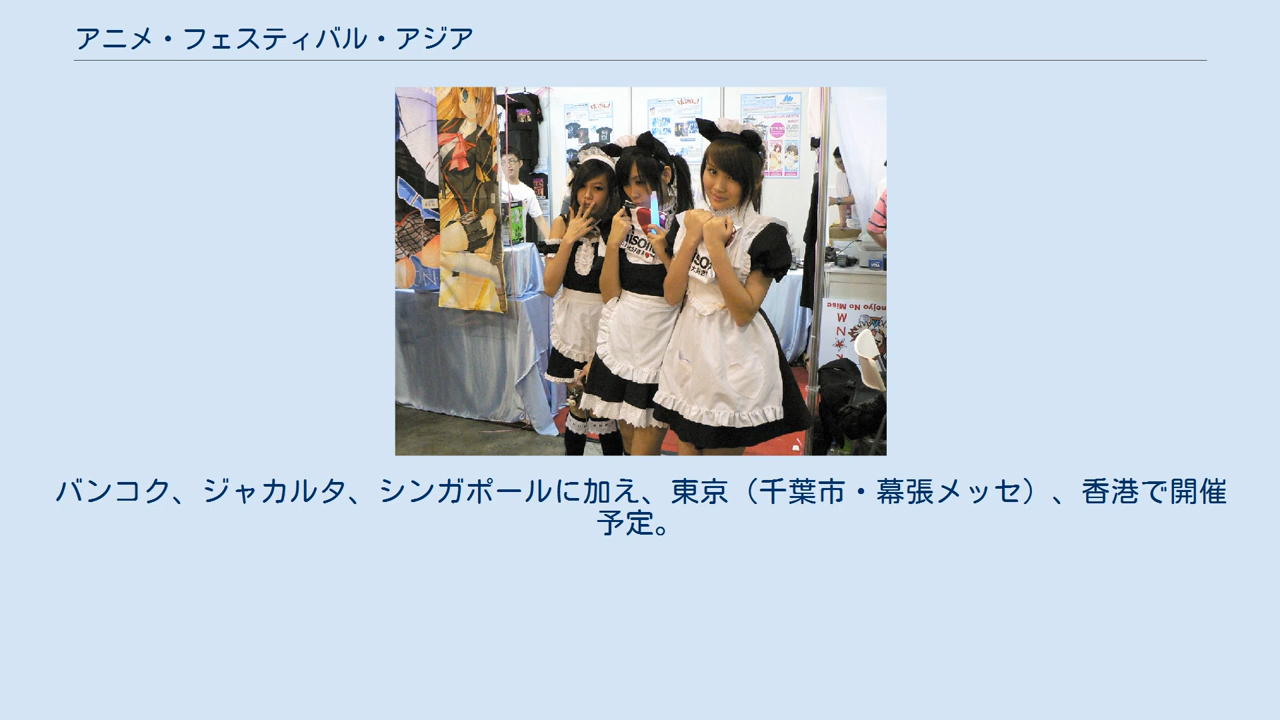 アニメ・フェスティバル・アジア
バンコク、ジャカルタ、シンガポールに加え、東京（千葉市・幕張メッセ）、香港で開催
予定。